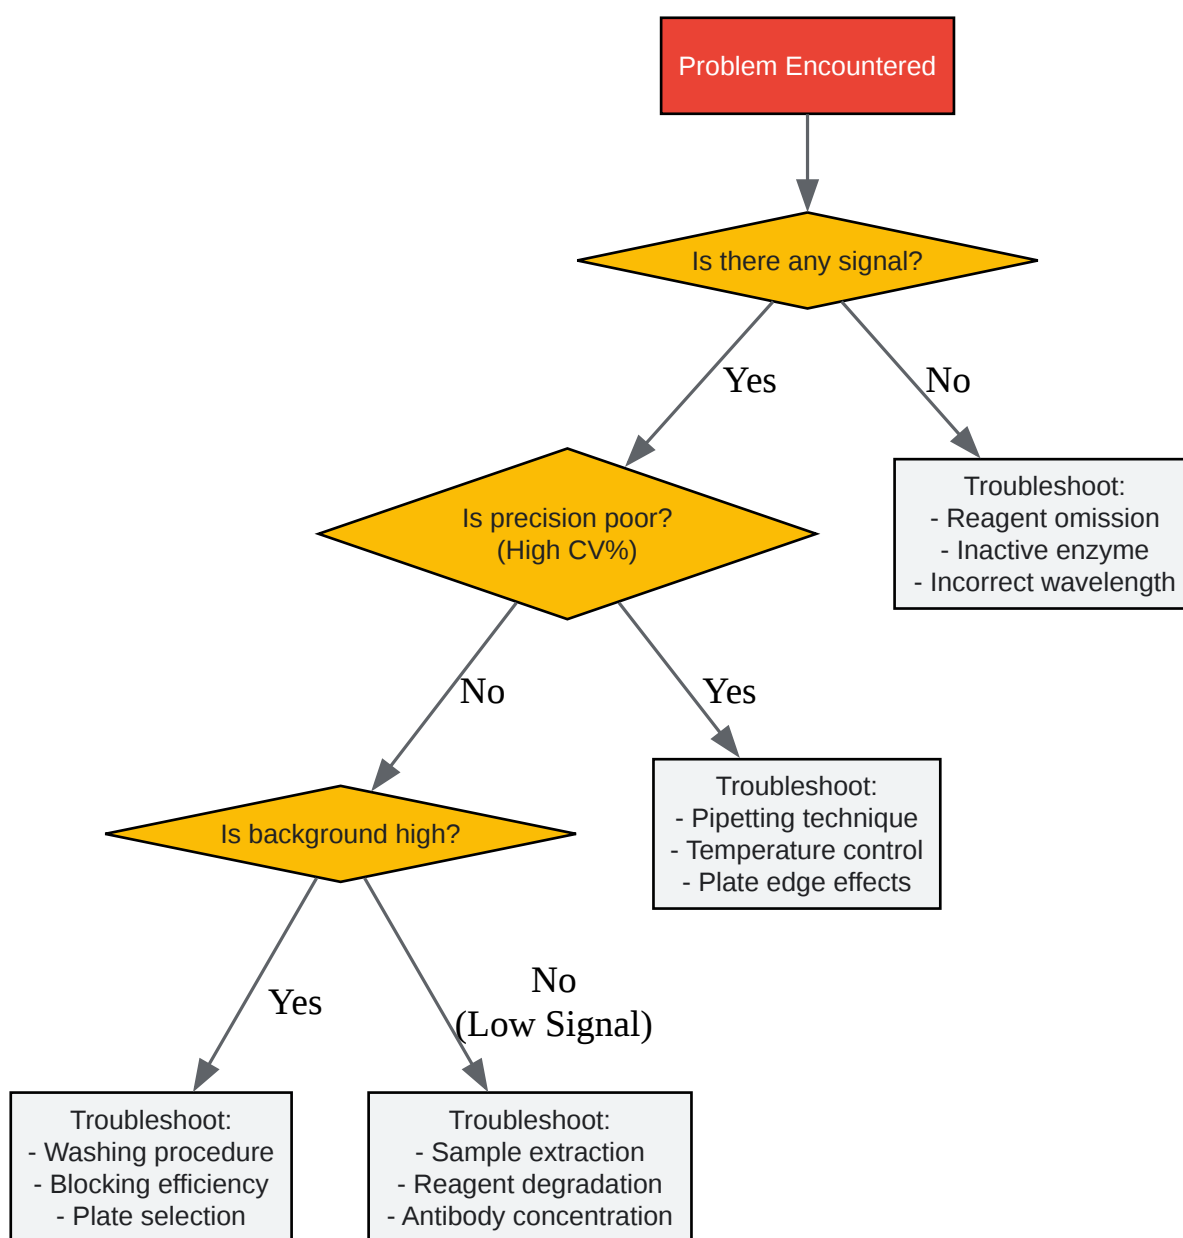 Problem Encountered
Is there any signal?
Yes
No
Is precision poor?
(High CV%)
Troubleshoot:
- Reagent omission
- Inactive enzyme
- Incorrect wavelength
No
Yes
Is background high?
Troubleshoot:
- Pipetting technique
- Temperature control
- Plate edge effects
Yes
No
(Low Signal)
Troubleshoot:
- Washing procedure
- Blocking efficiency
- Plate selection
Troubleshoot:
- Sample extraction
- Reagent degradation
- Antibody concentration